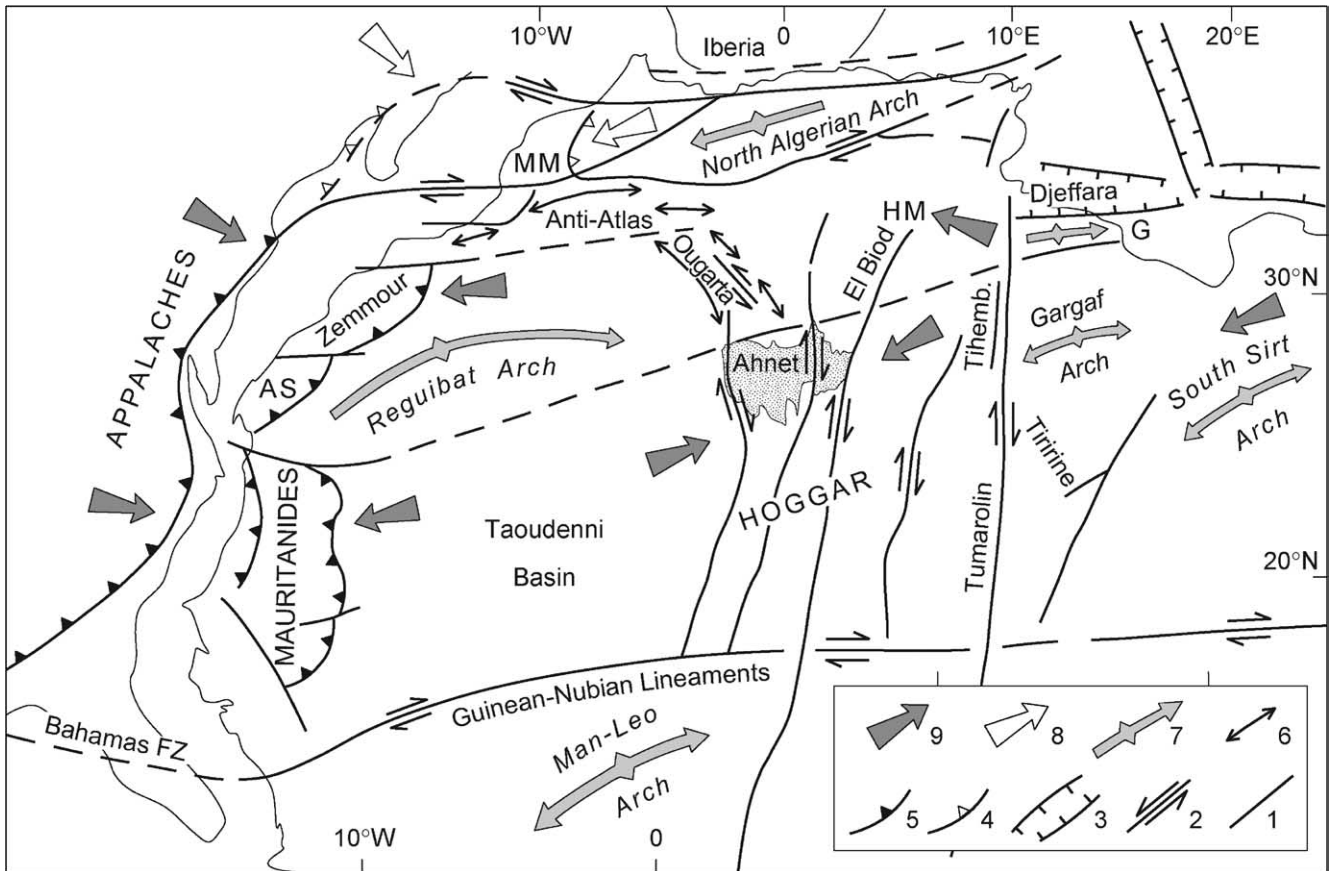 10°W
0
10°E
20°E
Iberia
North Algerian Arch
MM
Djeffara
Anti-Atlas
HM
G
Ougarta
El Biod
30°N
APPALACHES
Zemmour
Tihemb.
Gargaf
Arch
South Sirt
Arch
Ahnet
Reguibat Arch
AS
Tiririne
HOGGAR
MAURITANIDES
Taoudenni
Basin
Tumarolin
20°N
Guinean-Nubian Lineaments
Bahamas FZ
Man-Leo
Arch
10°W
0
9
8
7
6
5
4
3
2
1